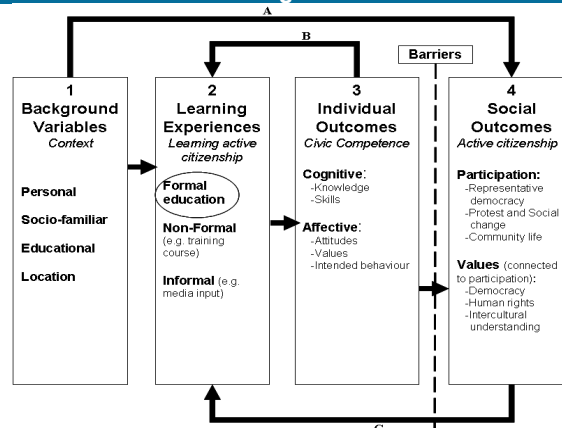 A
B
Barriers
1
Background
Variables
Context
Personal
Socio-familiar
Educational
Location
2
Learning
Experiences
Learning active
citizenship
Formal
education
Non-Formal
(e.g. training
course)
Informal (e.g.
media input)
3
Individual
Outcomes
Civic Competence
Cognitive:
-Knowledge
-Skills
Affective:
-Attitudes
-Values
-Intended behaviour
4
Social
Outcomes
Active citizenship
Participation:
-Representative
democracy
-Protest and Social
change
-Community life
Values (connected
to participation):
-Democracy
-Human rights
-Intercultural
understanding